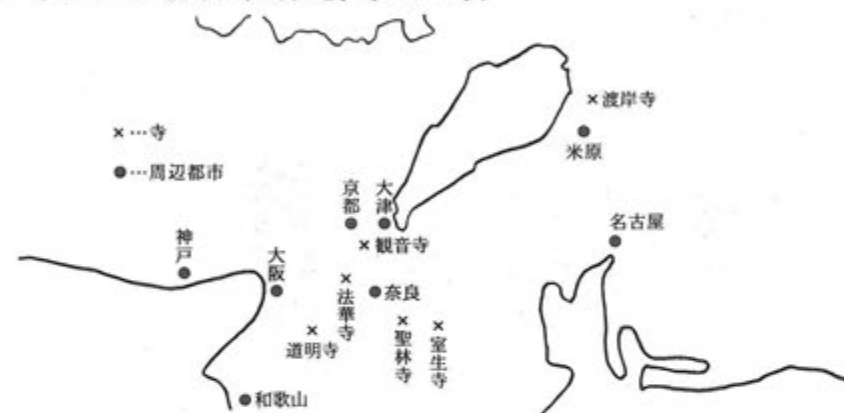 ×…寺
●…周辺都市
×渡岸寺
米原
京都
大津
×観音寺
名古屋
神戸
大阪
×法華寺
奈良
×道明寺
×聖林寺
×室生寺
和歌山